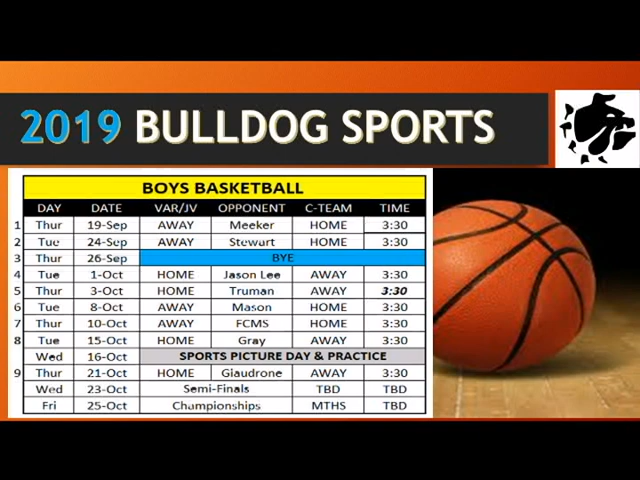 2019 BULLDOG SPORTS
BOYS BASKETBALL
DAY DATE VAR/JV OPPONENT C-TEAM TIME
1 Thur 19-Sep AWAY Meeker HOME 3:30
2 Tue 24-Sep AWAY Stewart HOME 3:30
3 Thur 26-Sep BYE
4 Tue 1-Oct HOME Jason Lee AWAY 3:30
5 Thur 3-Oct HOME Truman AWAY 3:30
6 Tue 8-Oct AWAY Mason HOME 3:30
7 Thur 10-Oct AWAY FCMS HOME 3:30
8 Tue 15-Oct HOME Gray AWAY 3:30
Wed 16-Oct SPORTS PICTURE DAY & PRACTICE
9 Thur 21-Oct HOME Giaudrone AWAY 3:30
Wed 23-Oct Semi-Finals TBD TBD
Fri 25-Oct Championships MTHS TBD